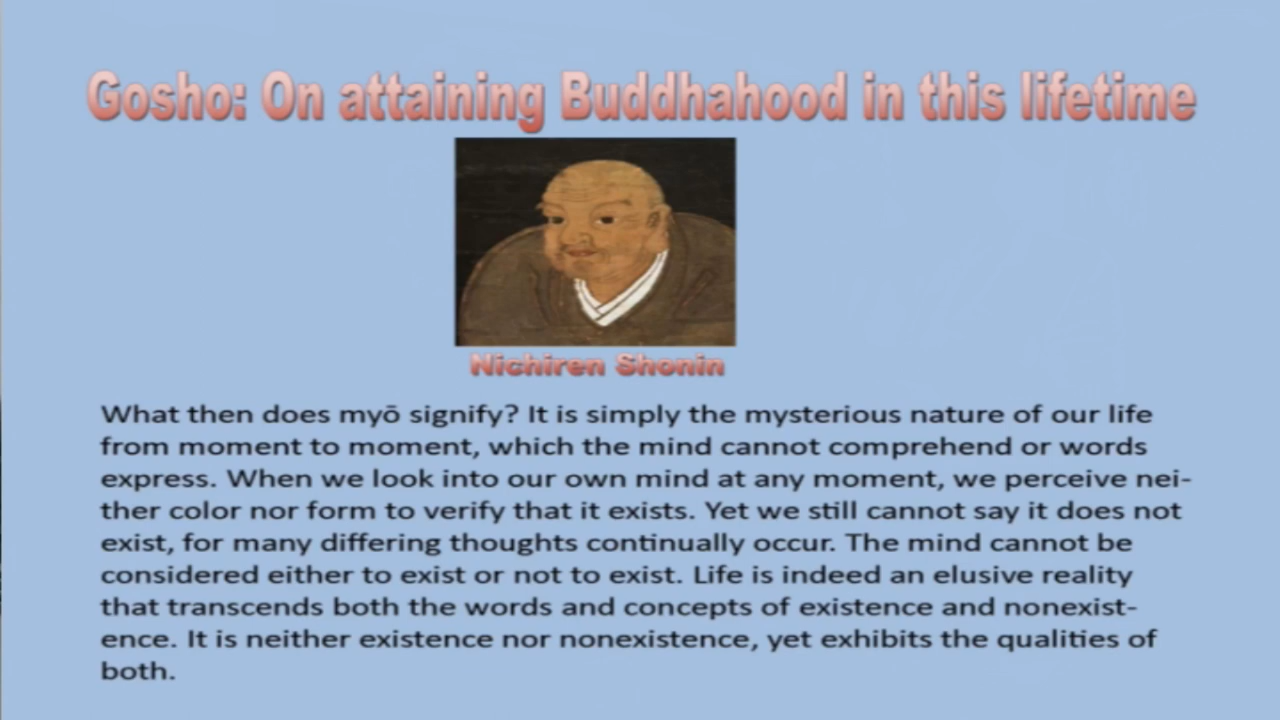 Gosho: On attaining Buddhahood in this lifetime
Nichiren Shonin
What then does myō signify? It is simply the mysterious nature of our life
from moment to moment, which the mind cannot comprehend or words
express. When we look into our own mind at any moment, we perceive nei-
ther color nor form to verify that it exists. Yet we still cannot say it does not
exist, for many differing thoughts continually occur. The mind cannot be
considered either to exist or not to exist. Life is indeed an elusive reality
that transcends both the words and concepts of existence and nonexist-
ence. It is neither existence nor nonexistence, yet exhibits the qualities of
both.